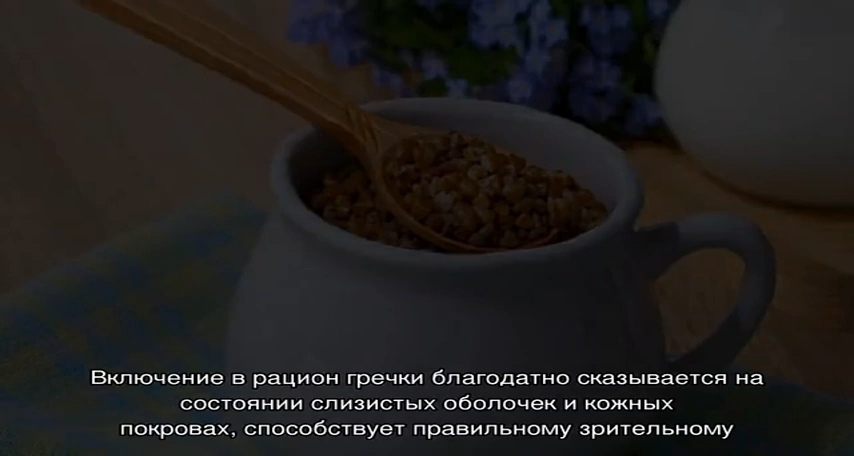 Включение в рацион гречки благодатно сказывается на
состоянии слизистых оболочек и кожных
покровах, способствует правильному зрительному